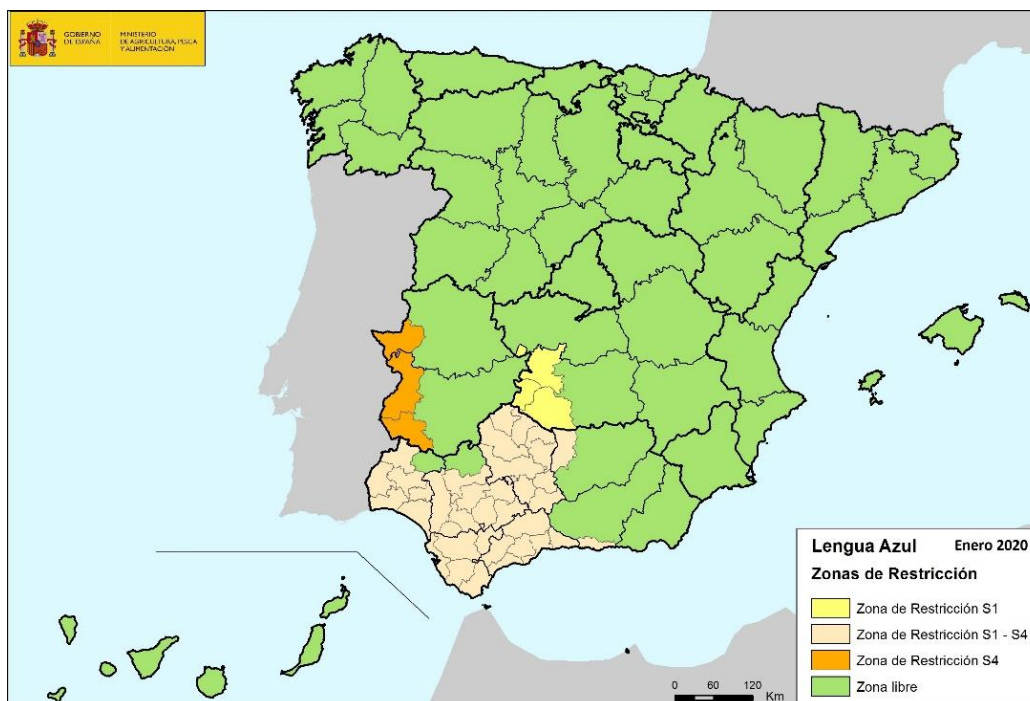 GOBIERNO
DE ESPAÑA
MINISTERIO
DE AGRICULTURA, PESCA
Y ALIMENTACIÓN
Lengua Azul Enero 2020
Zonas de Restricción
Zona de Restricción S1
Zona de Restricción S1 - S4
Zona de Restricción S4
Zona libre
0 60 120
Km